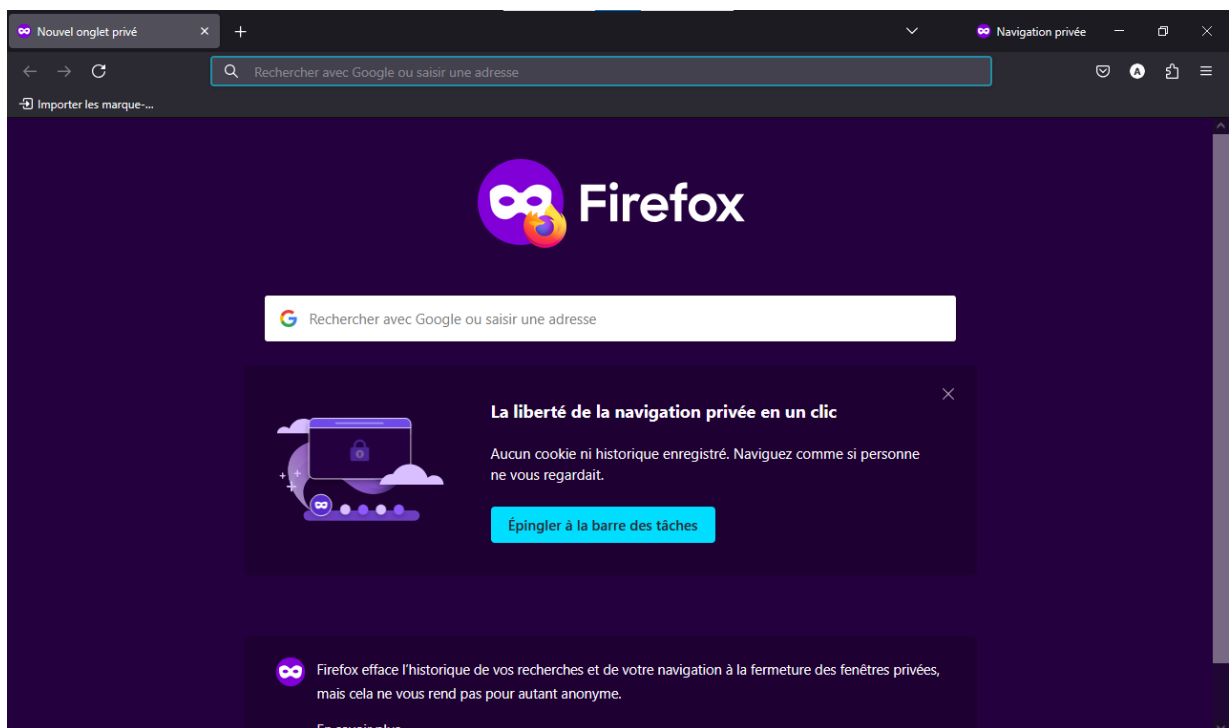 Nouvel onglet privé
Navigation privée
Rechercher avec Google ou saisir une adresse
A
Importer les marque-...
Firefox
Rechercher avec Google ou saisir une adresse
La liberté de la navigation privée en un clic
Aucun cookie ni historique enregistré. Naviguez comme si personne
ne vous regardait.
Épingler à la barre des tâches
Firefox efface l’historique de vos recherches et de votre navigation à la fermeture des fenêtres privées,
mais cela ne vous rend pas pour autant anonyme.
En savoir plus